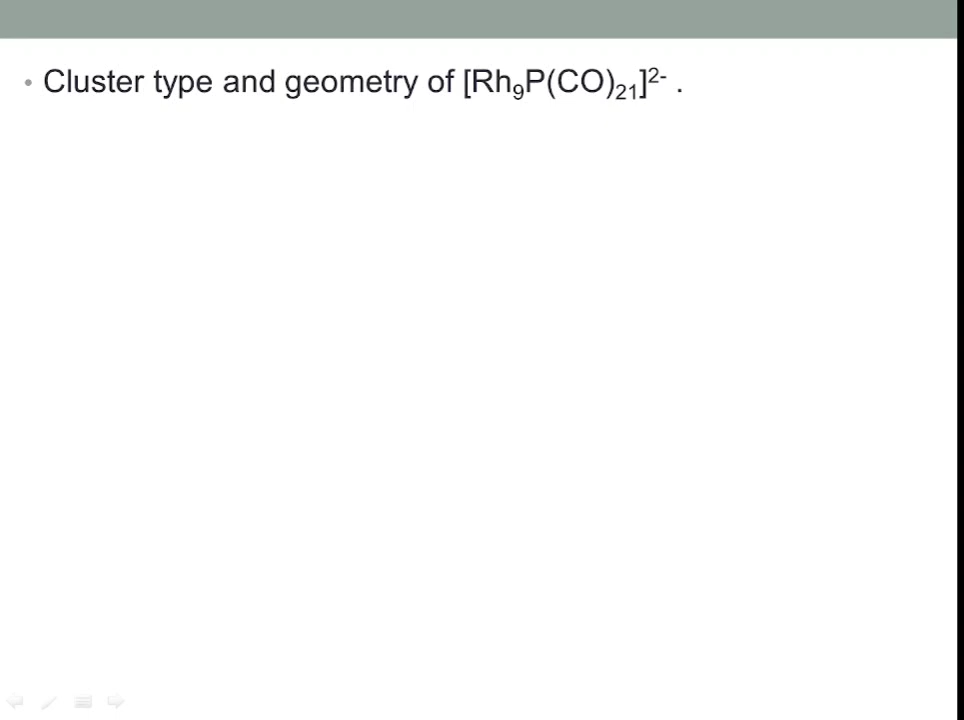 • Cluster type and geometry of [Rh₉P(CO)₂₁]²⁻ .